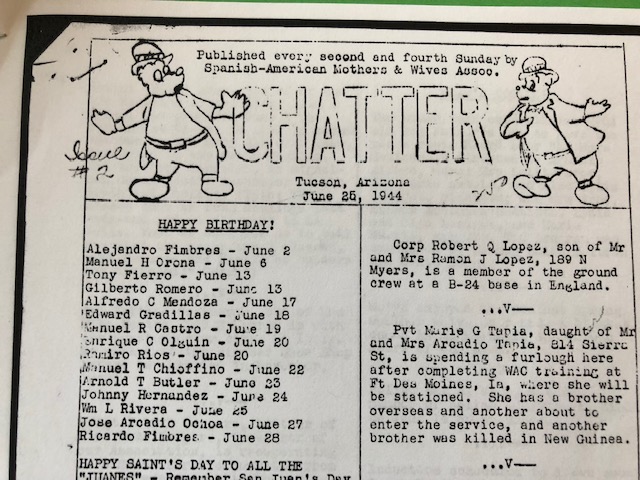 Published every second and fourth Sunday by
Spanish-American Mothers & Wives Assoc.
CHATTER
Issue
#2
Tucson, Arizona
June 25, 1944
HAPPY BIRTHDAY!
Alejandro Fimbres - June 2
Manuel H Orona - June 6
Tony Fierro - June 13
Gilberto Romero - June 13
Alfredo C Mendoza - June 17
Edward Gradillas - June 18
Manuel R Castro - June 19
Enrique C Olguin - June 20
Ramiro Rios - June 20
Manuel T Chioffino - June 22
Arnold T Butler - June 23
Johnny Hernandez - June 24
Wm L Rivera - June 25
Jose Arcadio Ochoa - June 27
Ricardo Fimbres - June 28
HAPPY SAINT'S DAY TO ALL THE
"JUANES" - Remember San Juan's Day
Corp Robert Q Lopez, son of Mr
and Mrs Ramon J Lopez, 189 N
Myers, is a member of the ground
crew at a B-24 base in England.
...V—
Pvt Marie G Tapia, daught of Mr
and Mrs Arcadio Tapia, 814 Sierra
St, is spending a furlough here
after completing WAC training at
Ft Des Moines, Ia, where she will
be stationed. She has a brother
overseas and another about to
enter the service, and another
brother was killed in New Guinea.
...V—